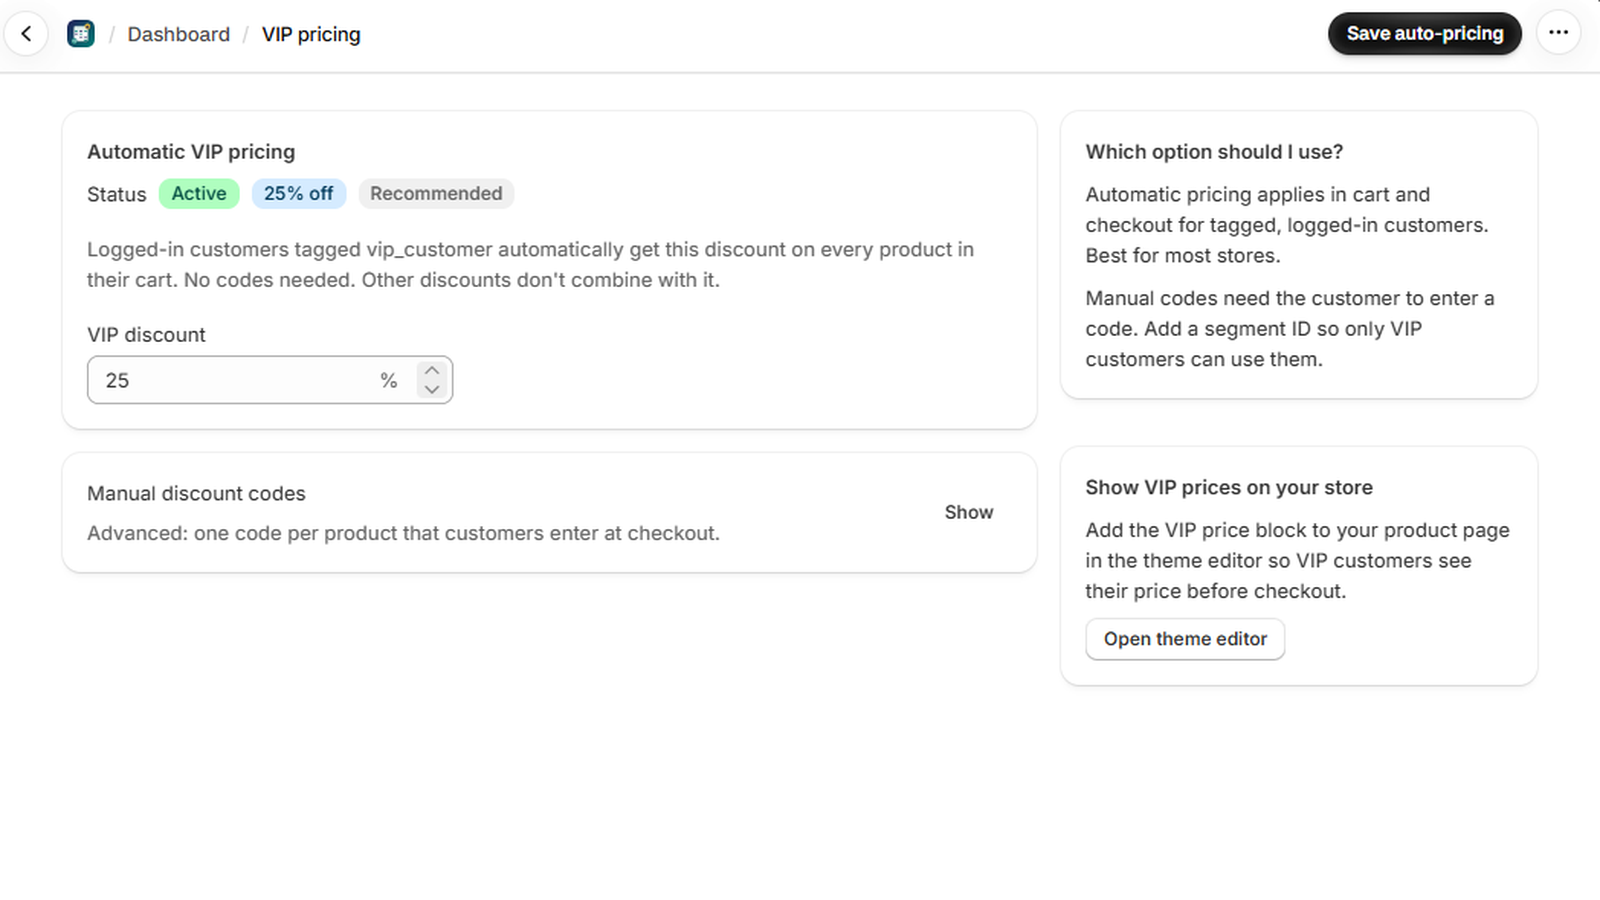 / Dashboard / VIP pricing
Save auto-pricing
Automatic VIP pricing
Status Active 25% off Recommended
Logged-in customers tagged vip_customer automatically get this discount on every product in
their cart. No codes needed. Other discounts don't combine with it.
VIP discount
25 %
Manual discount codes
Advanced: one code per product that customers enter at checkout.
Show
Which option should I use?
Automatic pricing applies in cart and
checkout for tagged, logged-in customers.
Best for most stores.
Manual codes need the customer to enter a
code. Add a segment ID so only VIP
customers can use them.
Show VIP prices on your store
Add the VIP price block to your product page
in the theme editor so VIP customers see
their price before checkout.
Open theme editor